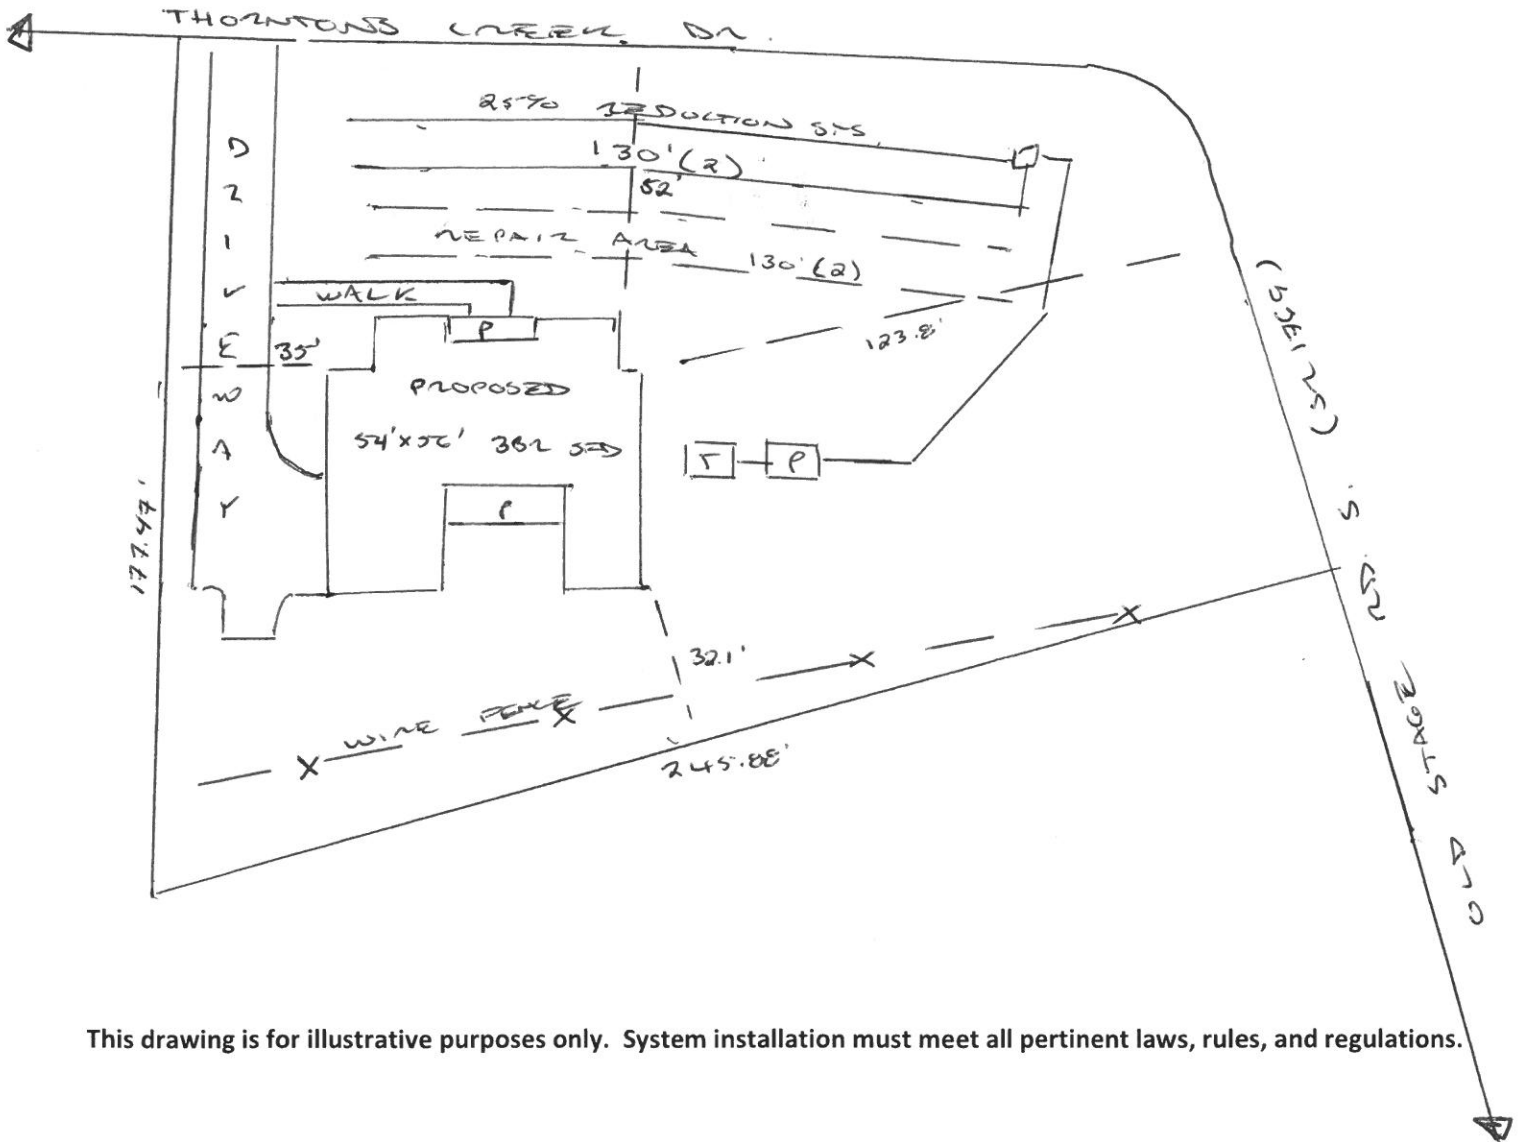 THORNTONS CREEK DR.
25% REDUCTION SYS
130' (2)
52'
REPAIR AREA
130' (2)
DRIVEWAY
WALK
P
35'
123.8'
PROPOSED
54'x56' 3BR SFD
T
P
P
(SR 1769)
OLD STAGE RD. S.
177.47'
32.1'
WIRE FENCE
245.88'
This drawing is for illustrative purposes only. System installation must meet all pertinent laws, rules, and regulations.